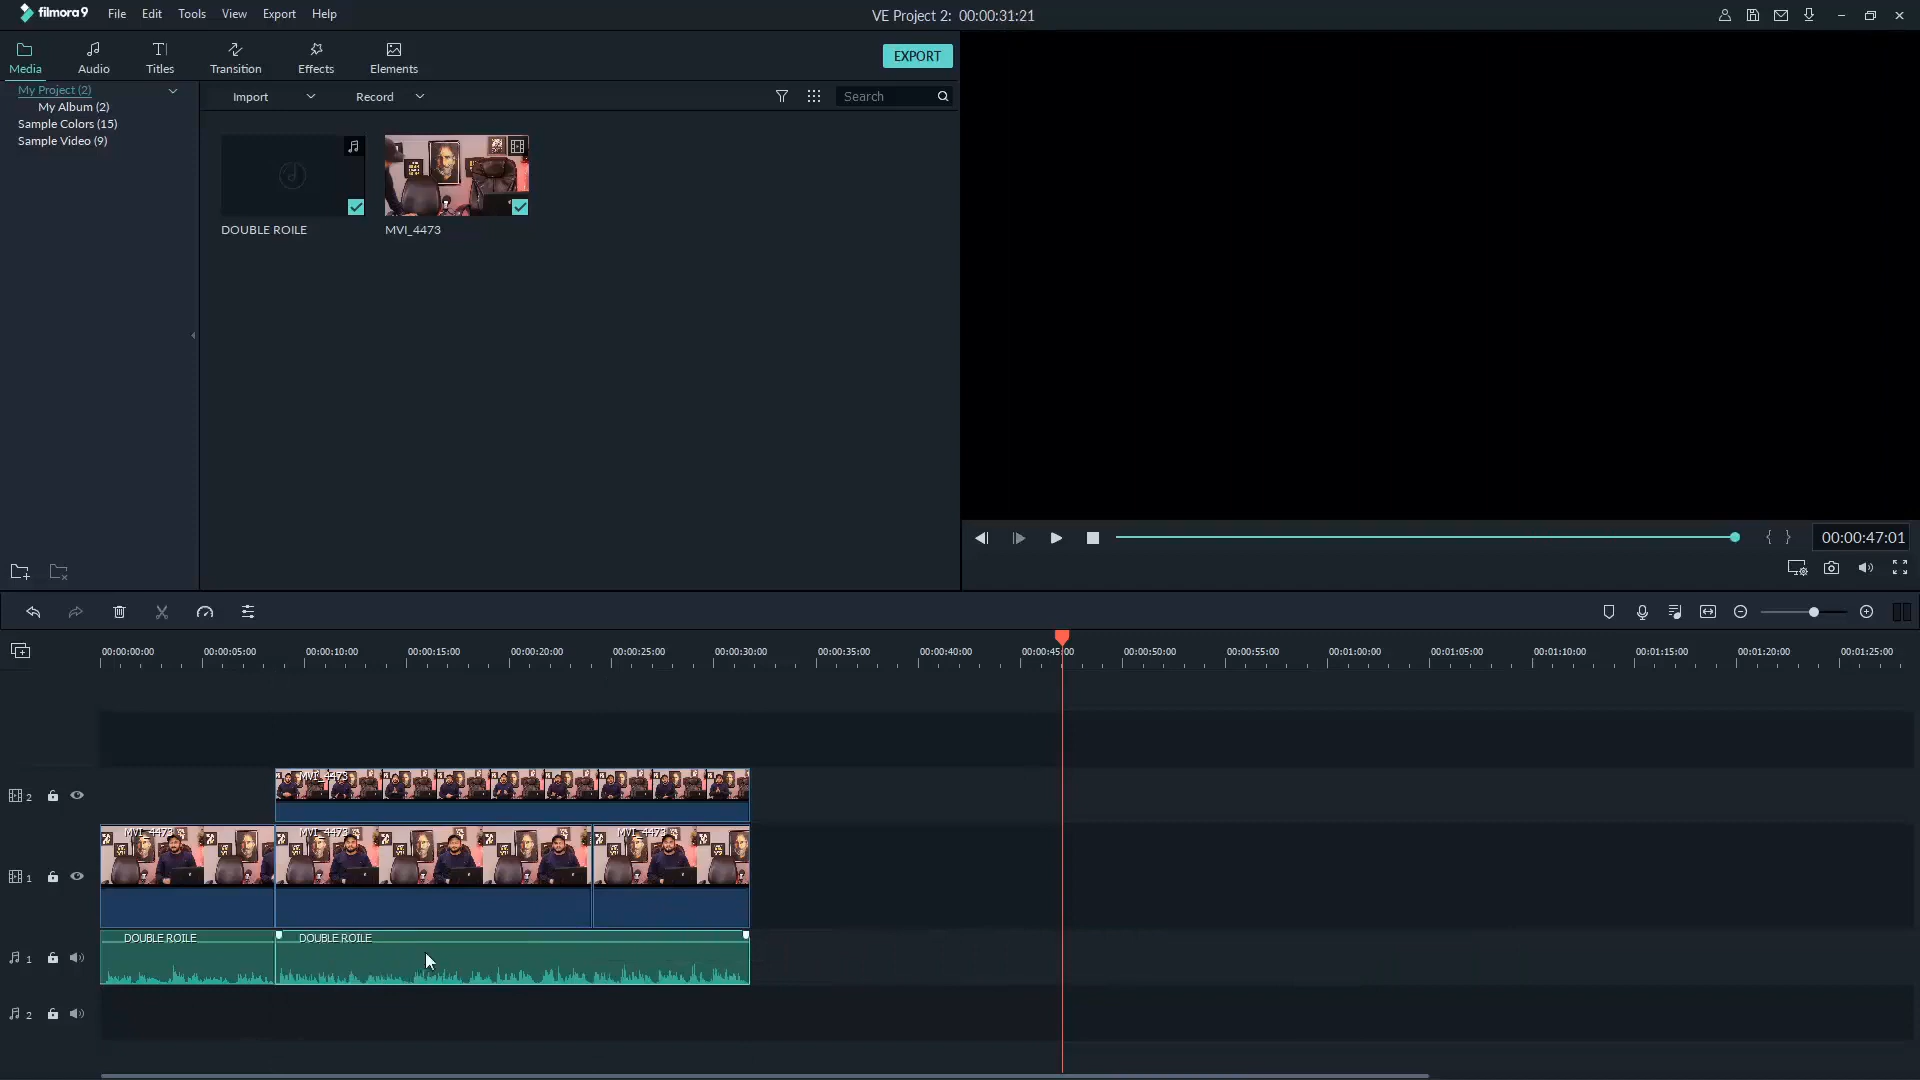 filmora9 File Edit Tools View Export Help VE Project 2: 00:00:31:21
Media Audio Titles Transition Effects Elements EXPORT
My Project (2)
My Album (2)
Sample Colors (15)
Sample Video (9)
Import Record Search
DOUBLE ROILE MVI_4473
00:00:47:01
00:00:00:00 00:00:05:00 00:00:10:00 00:00:15:00 00:00:20:00 00:00:25:00 00:00:30:00 00:00:35:00 00:00:40:00 00:00:45:00 00:00:50:00 00:00:55:00 00:01:00:00 00:01:05:00 00:01:10:00 00:01:15:00 00:01:20:00 00:01:25:00
MVI_4473
2
MVI_4473 MVI_4473 MVI_4473
1
DOUBLE ROILE DOUBLE ROILE
1
2